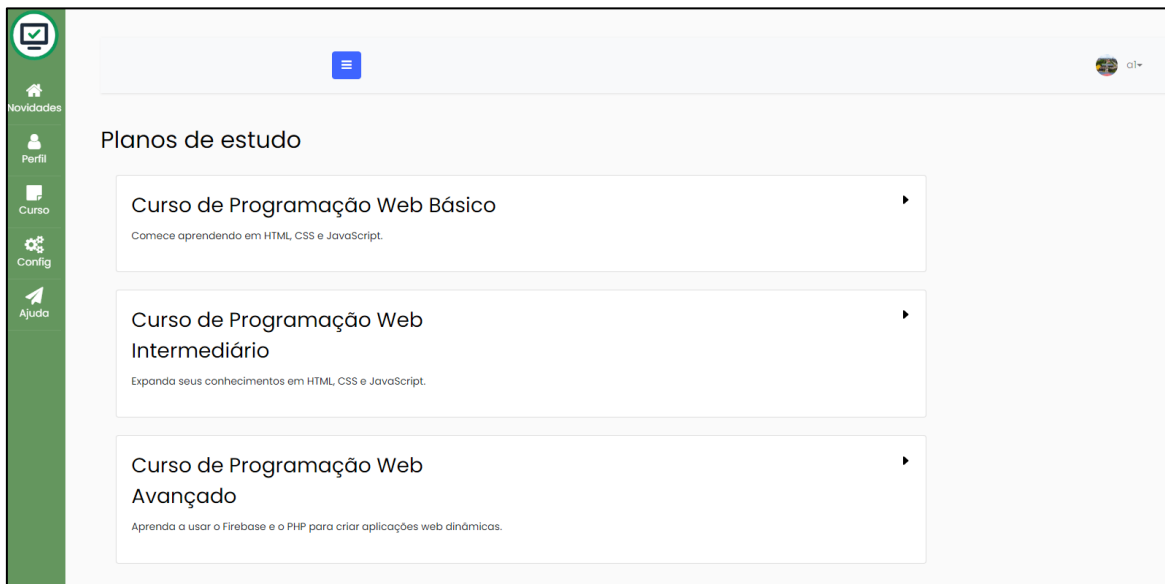 a1
Novidades
Perfil
Curso
Config
Ajuda
Planos de estudo
Curso de Programação Web Básico
Comece aprendendo em HTML, CSS e JavaScript.
Curso de Programação Web
Intermediário
Expanda seus conhecimentos em HTML, CSS e JavaScript.
Curso de Programação Web
Avançado
Aprenda a usar o Firebase e o PHP para criar aplicações web dinâmicas.